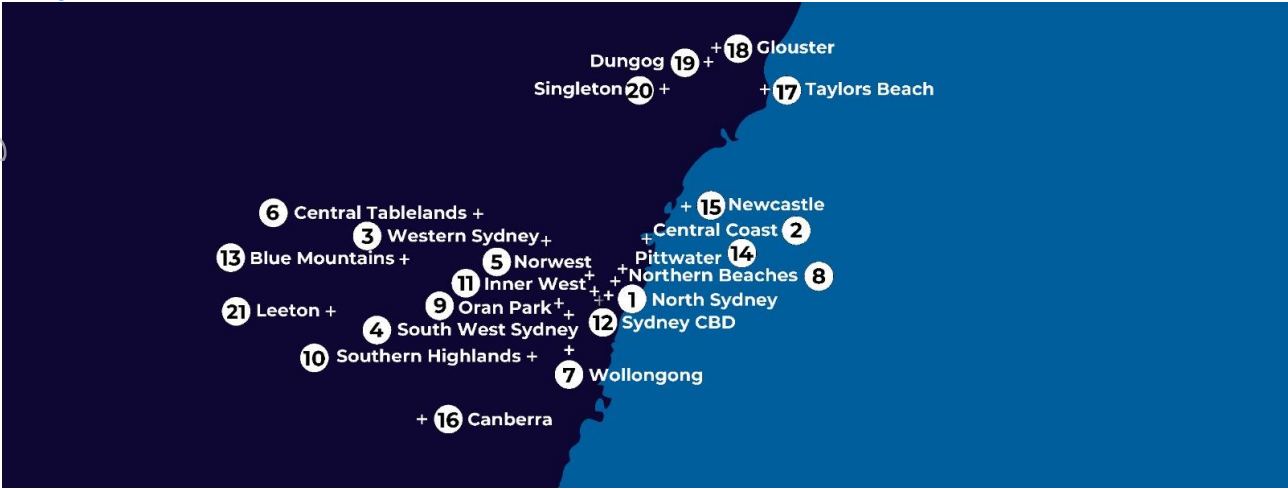 18 Glouster
Dungog 19
Singleton 20
17 Taylors Beach
15 Newcastle
6 Central Tablelands
Central Coast 2
3 Western Sydney
13 Blue Mountains
Pittwater 14
5 Norwest
Northern Beaches 8
11 Inner West
1 North Sydney
9 Oran Park
21 Leeton
12 Sydney CBD
4 South West Sydney
10 Southern Highlands
7 Wollongong
16 Canberra